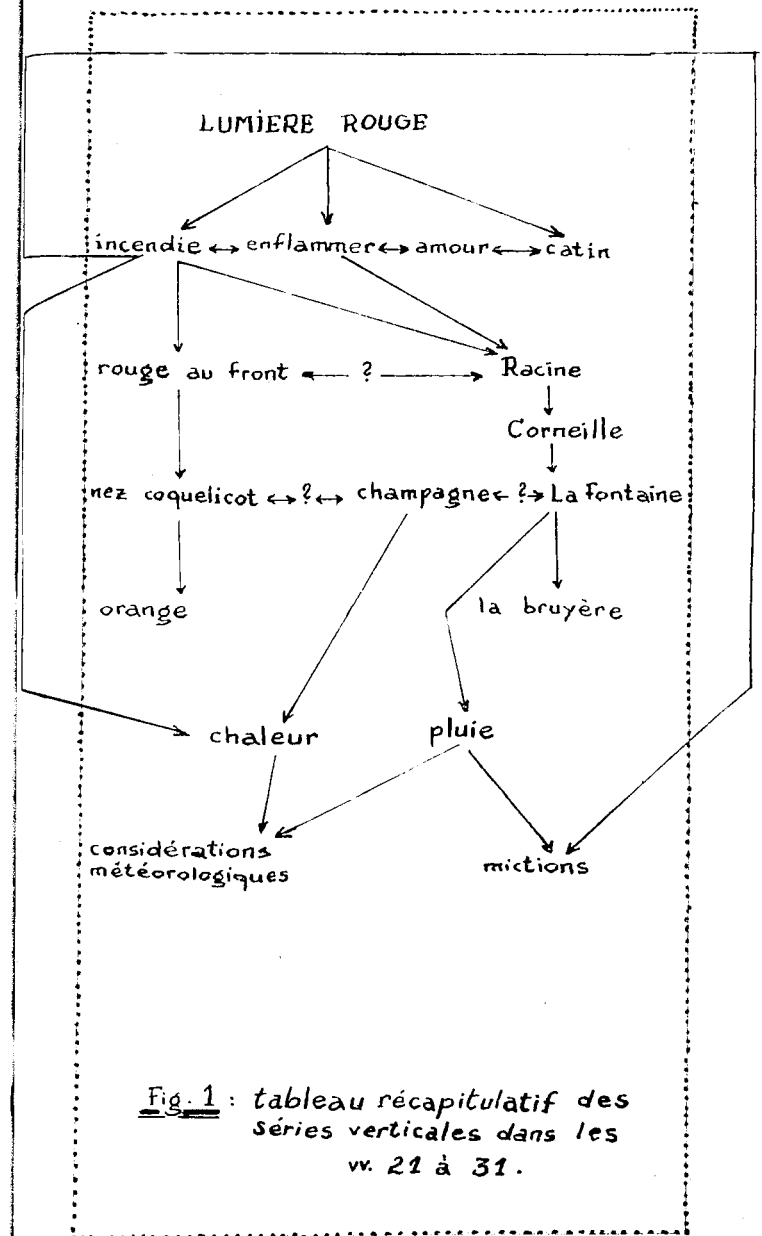 LUMIERE ROUGE
incendie ↔ enflammer ↔ amour ↔ catin
rouge au front ← ? → Racine
Corneille
nez coquelicot ↔ ? ↔ champagne ← ? → La Fontaine
orange la bruyère
chaleur pluie
considérations
météorologiques
mictions
Fig. 1 : tableau récapitulatif des
séries verticales dans les
vv. 21 à 31.